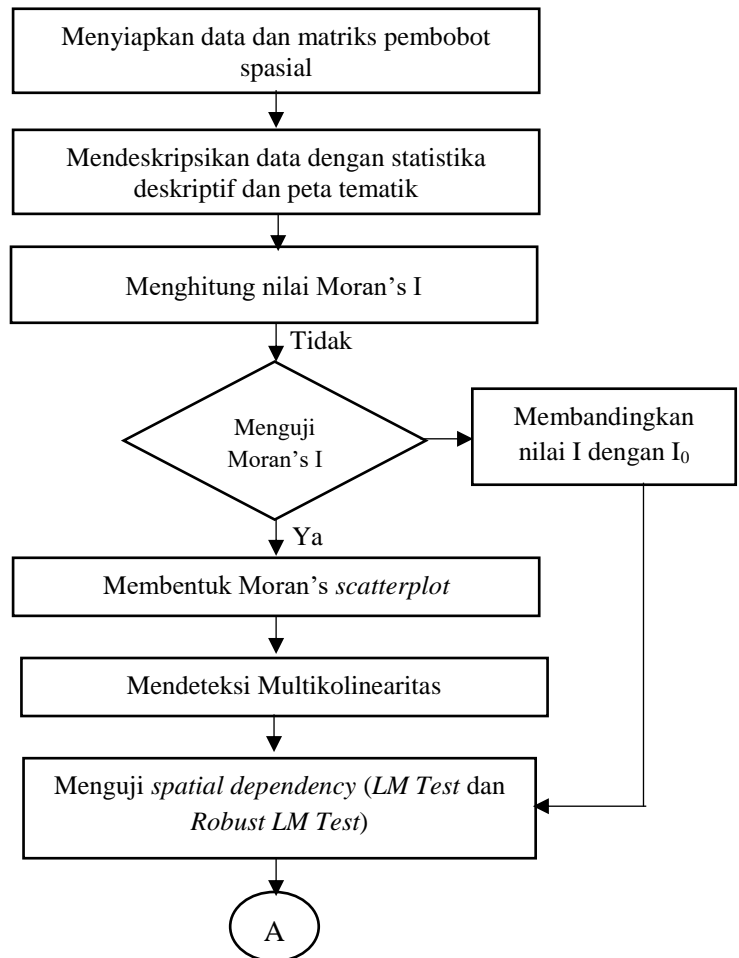 Menyiapkan data dan matriks pembobot
spasial
Mendeskripsikan data dengan statistika
deskriptif dan peta tematik
Menghitung nilai Moran’s I
Tidak
Menguji
Moran’s I
Membandingkan
nilai I dengan I₀
Ya
Membentuk Moran’s scatterplot
Mendeteksi Multikolinearitas
Menguji spatial dependency (LM Test dan
Robust LM Test)
A